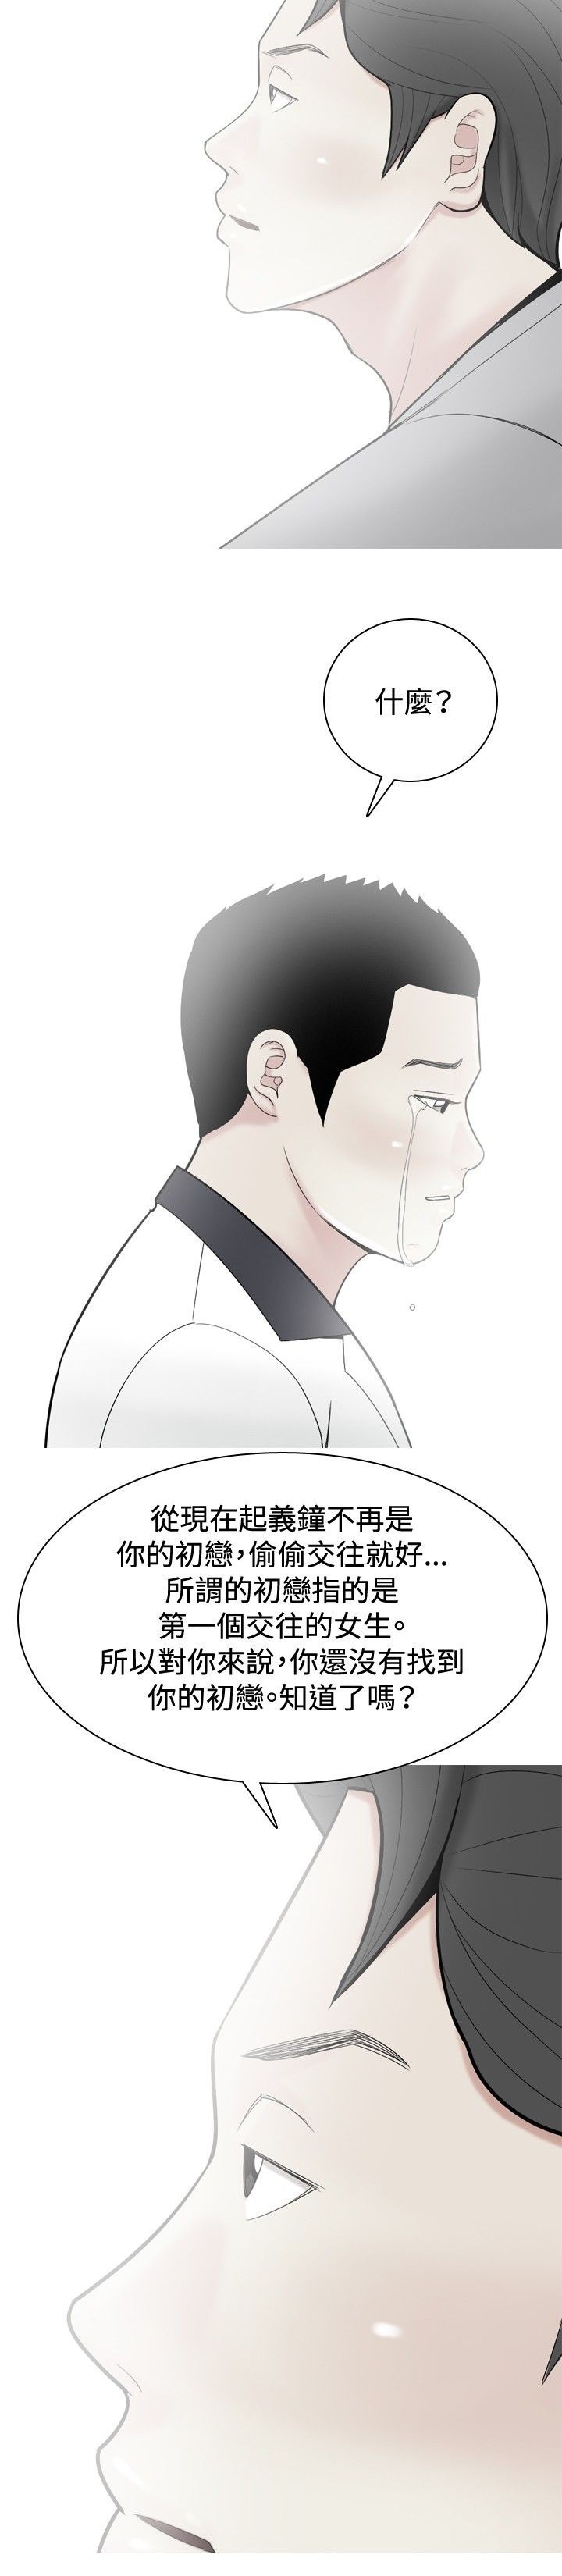 什麼？
從現在起義鐘不再是
你的初戀，偷偷交往就好…
所謂的初戀指的是
第一個交往的女生。
所以對你來說，你還沒有找到
你的初戀。知道了嗎？